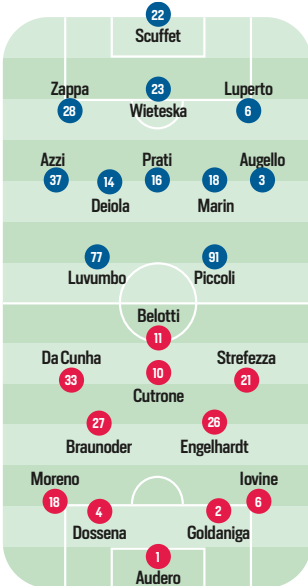 22
Scuffet
Zappa 23 Luperto
28 Wieteska 6
Azzi Prati Augello
37 14 16 18 3
Deiola Marin
77 91
Luvumbo Piccoli
Belotti
11
Da Cunha 10 Strefezza
33 Cutrone 21
27 26
Braunoder Engelhardt
Moreno Iovine
18 4 2 6
Dossena Goldaniga
1
Audero